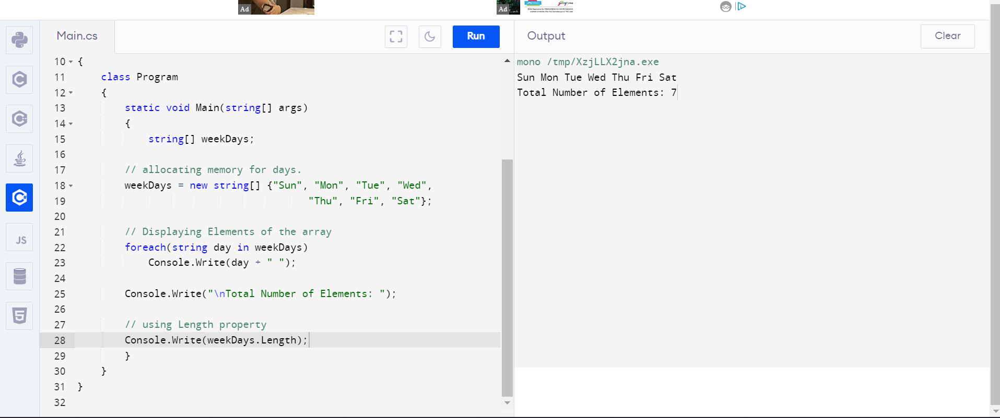 Ad
Ad
Main.cs
Run
Output
Clear
10 {
11     class Program
12     {
13         static void Main(string[] args)
14         {
15             string[] weekDays;
16
17         // allocating memory for days.
18         weekDays = new string[] {"Sun", "Mon", "Tue", "Wed",
19                                        "Thu", "Fri", "Sat"};
20
21         // Displaying Elements of the array
22         foreach(string day in weekDays)
23             Console.Write(day + " ");
24
25         Console.Write("\nTotal Number of Elements: ");
26
27         // using Length property
28         Console.Write(weekDays.Length);
29         }
30     }
31 }
32
JS
mono /tmp/XzjLLX2jna.exe
Sun Mon Tue Wed Thu Fri Sat
Total Number of Elements: 7